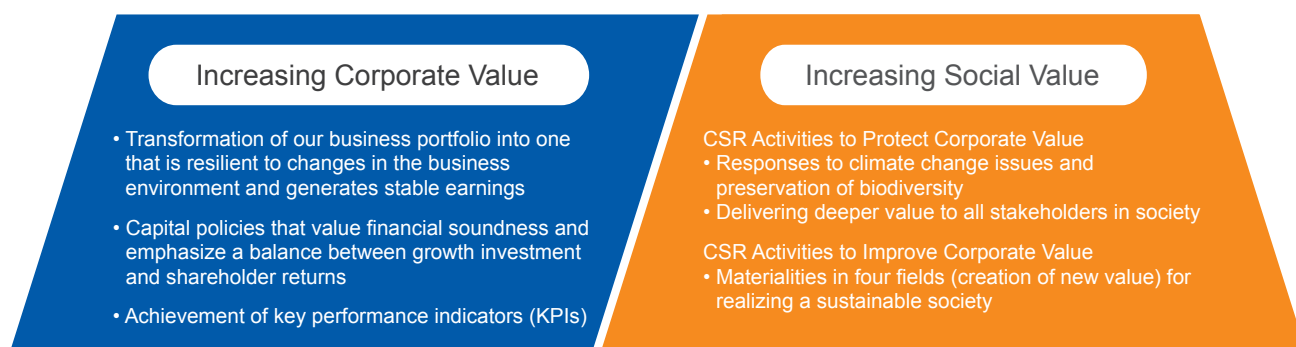 Increasing Corporate Value
• Transformation of our business portfolio into one
that is resilient to changes in the business
environment and generates stable earnings
• Capital policies that value financial soundness and
emphasize a balance between growth investment
and shareholder returns
• Achievement of key performance indicators (KPIs)
Increasing Social Value
CSR Activities to Protect Corporate Value
• Responses to climate change issues and
preservation of biodiversity
• Delivering deeper value to all stakeholders in society
CSR Activities to Improve Corporate Value
• Materialities in four fields (creation of new value) for
realizing a sustainable society